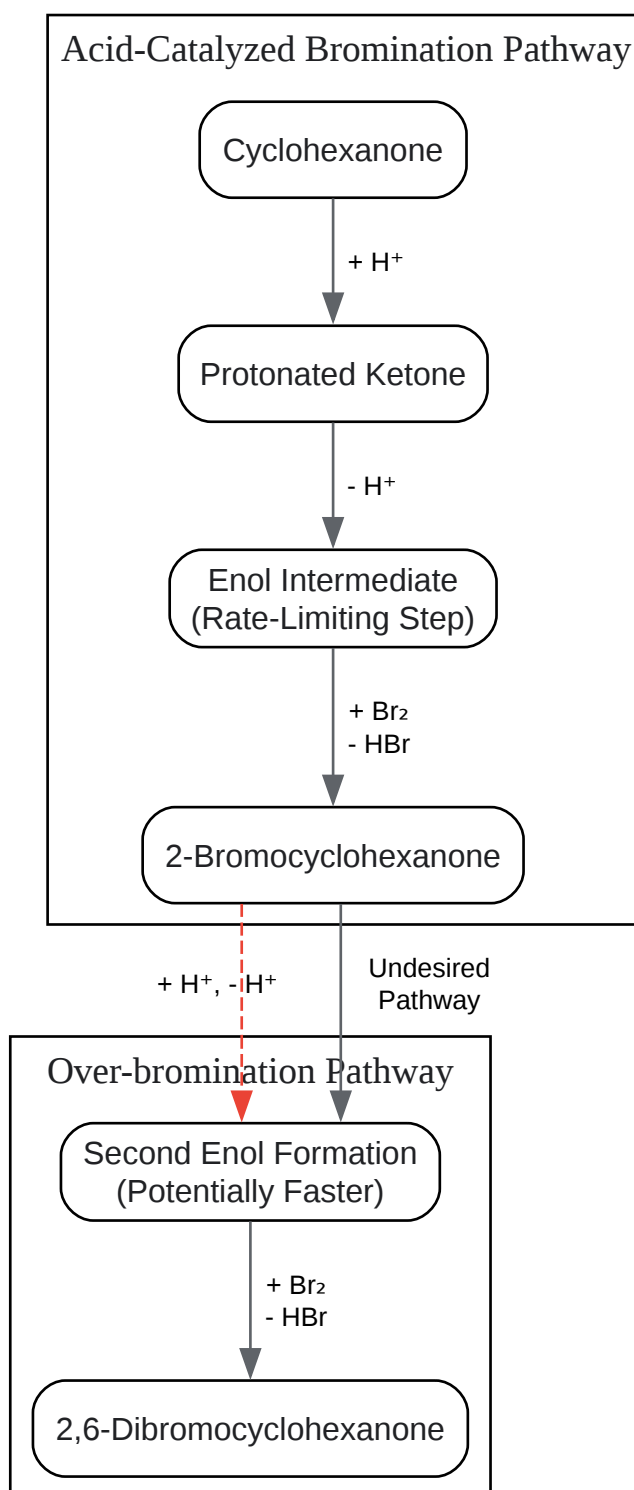 Acid-Catalyzed Bromination Pathway
Cyclohexanone
+ H⁺
Protonated Ketone
- H⁺
Enol Intermediate
(Rate-Limiting Step)
+ Br₂
- HBr
2-Bromocyclohexanone
+ H⁺, - H⁺
Undesired
Pathway
Over-bromination Pathway
Second Enol Formation
(Potentially Faster)
+ Br₂
- HBr
2,6-Dibromocyclohexanone